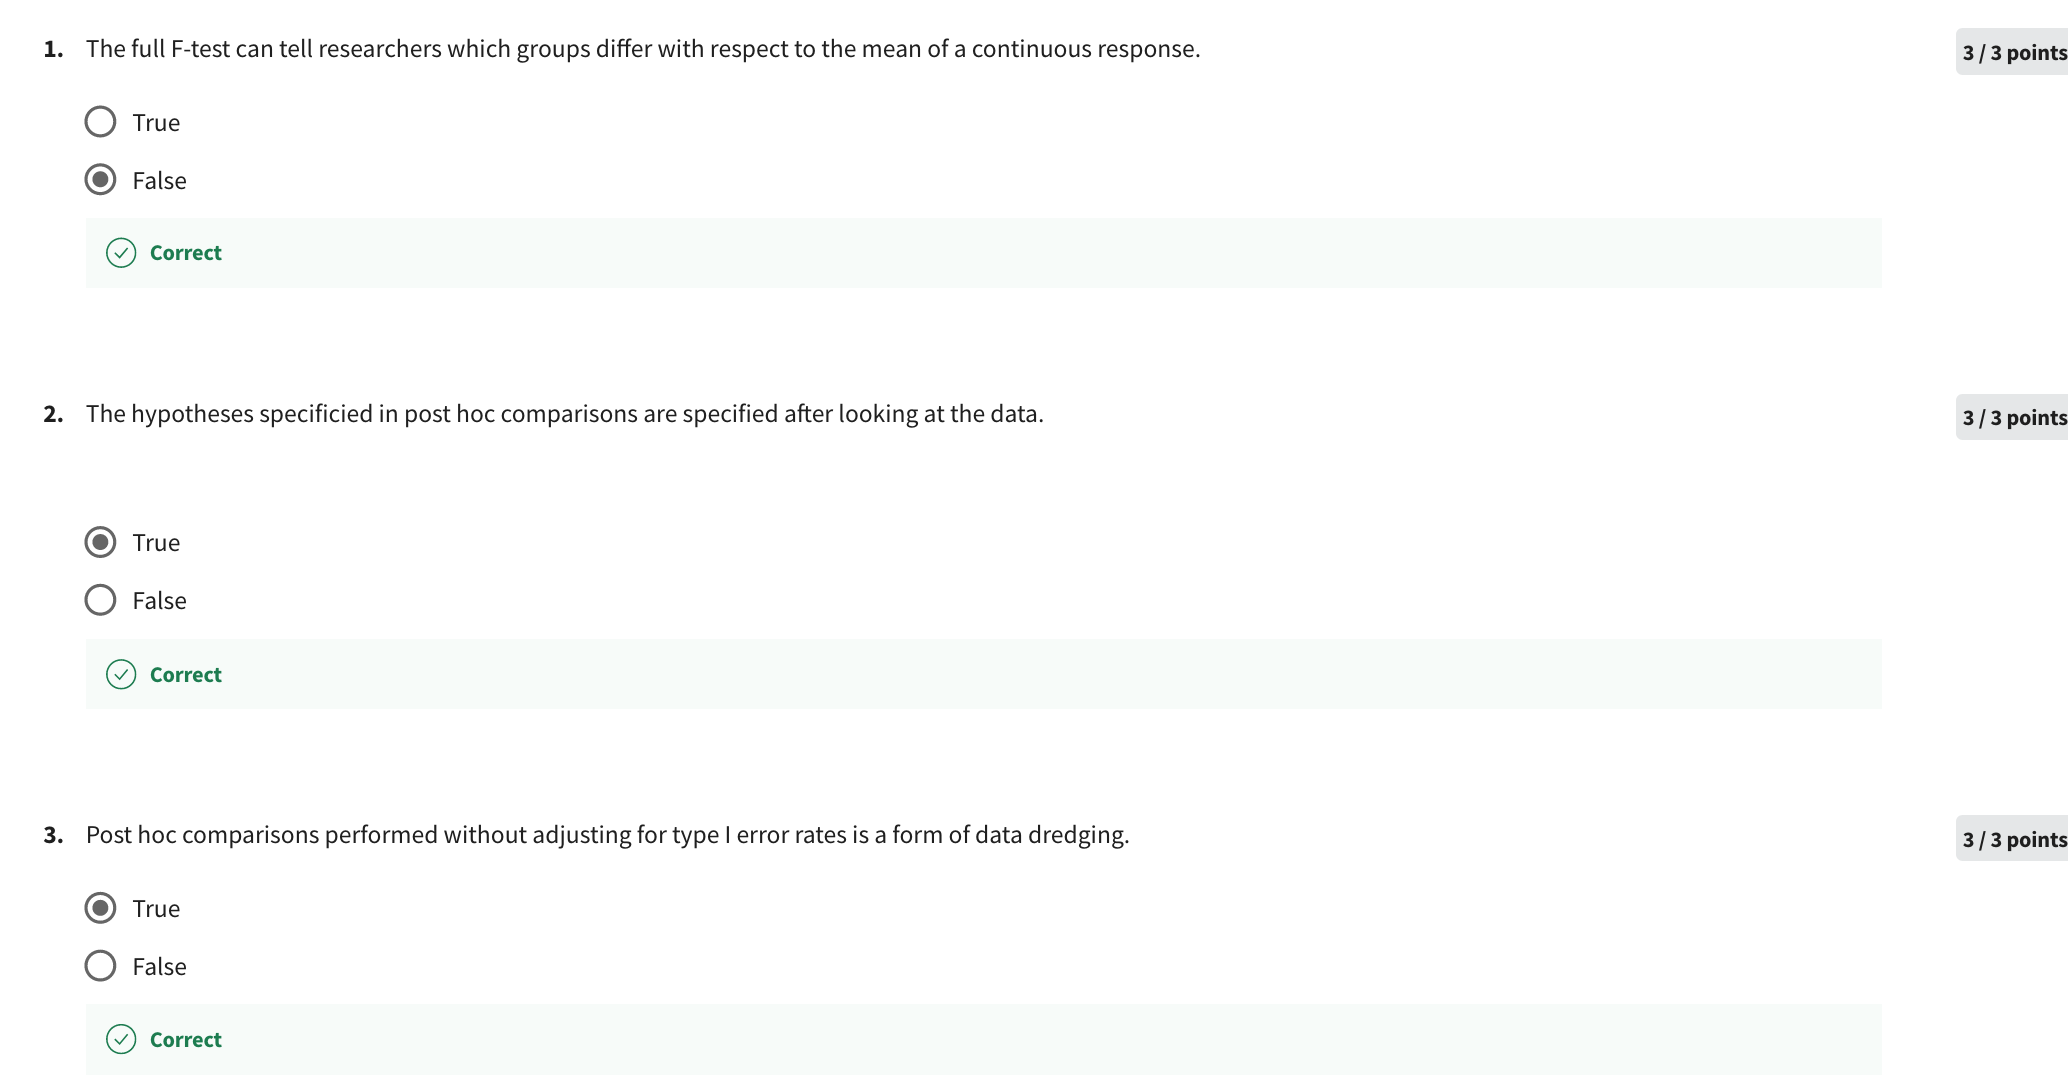 1. The full F-test can tell researchers which groups differ with respect to the mean of a continuous response.
3 / 3 points
True
False
Correct
2. The hypotheses specificied in post hoc comparisons are specified after looking at the data.
3 / 3 points
True
False
Correct
3. Post hoc comparisons performed without adjusting for type I error rates is a form of data dredging.
3 / 3 points
True
False
Correct